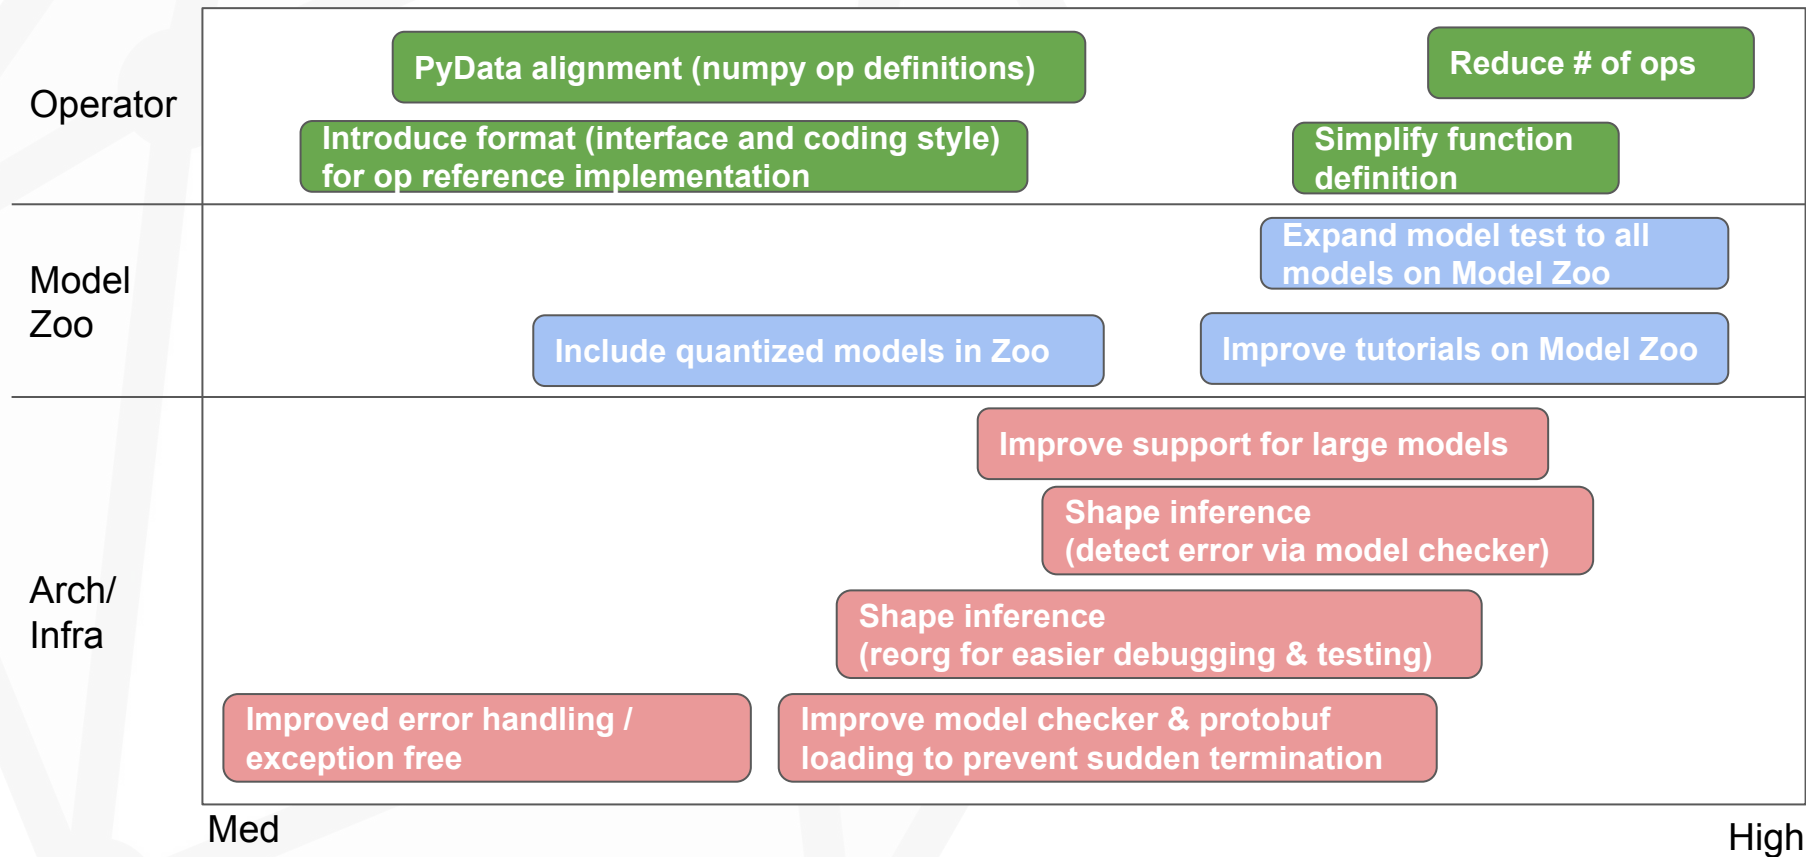 Operator
PyData alignment (numpy op definitions)
Reduce # of ops
Introduce format (interface and coding style)
for op reference implementation
Simplify function
definition
Model
Zoo
Expand model test to all
models on Model Zoo
Include quantized models in Zoo
Improve tutorials on Model Zoo
Arch/
Infra
Improve support for large models
Shape inference
(detect error via model checker)
Shape inference
(reorg for easier debugging & testing)
Improved error handling /
exception free
Improve model checker & protobuf
loading to prevent sudden termination
Med
High